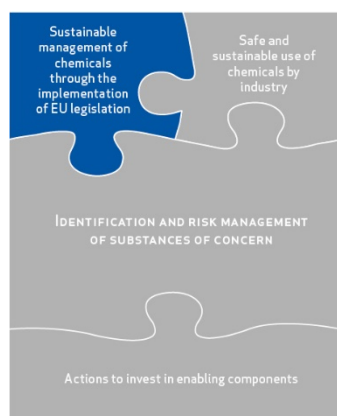 Sustainable
management of
chemicals
through the
implementation
of EU legislation
Safe and
sustainable use of
chemicals by
industry
IDENTIFICATION AND RISK MANAGEMENT
OF SUBSTANCES OF CONCERN
Actions to invest in enabling components